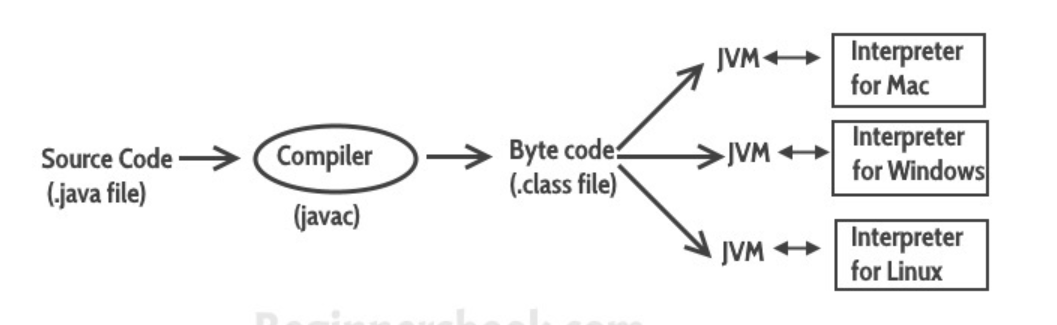 Source Code
(.java file)
Compiler
(javac)
Byte code
(.class file)
JVM
Interpreter
for Mac
JVM
Interpreter
for Windows
JVM
Interpreter
for Linux
Beginnersbook.com